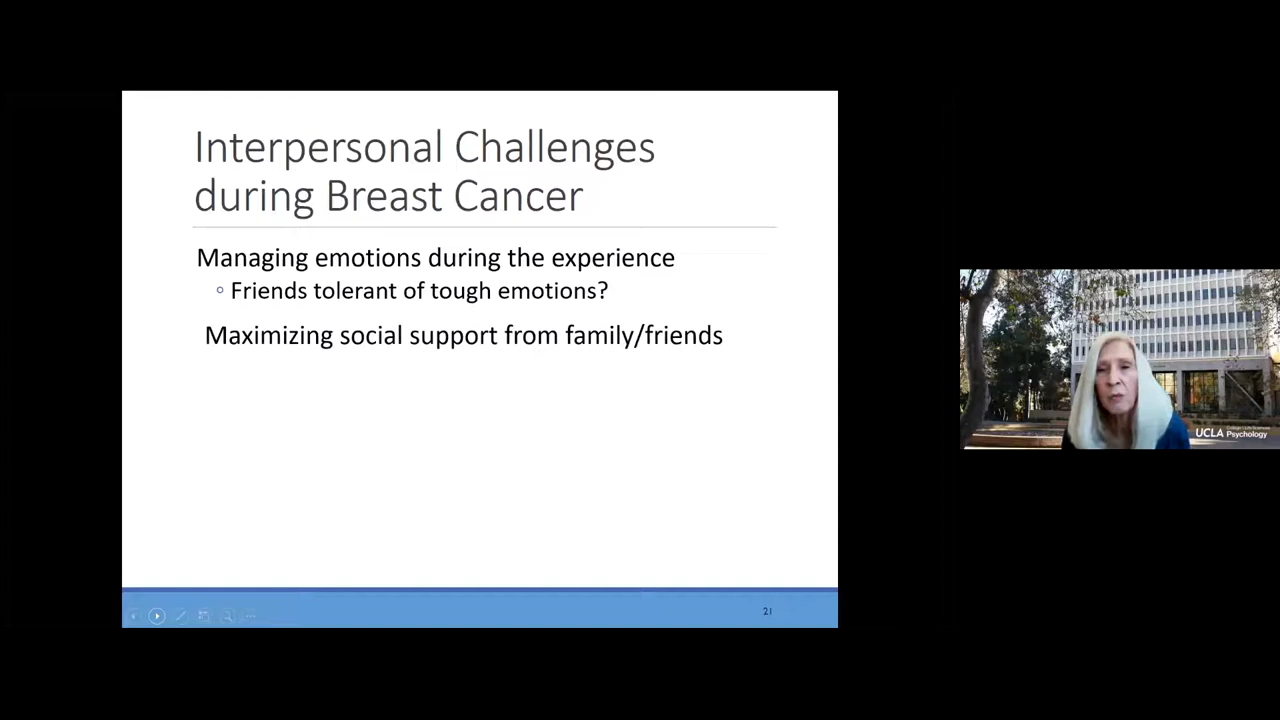 Interpersonal Challenges
during Breast Cancer
Managing emotions during the experience
◦ Friends tolerant of tough emotions?
Maximizing social support from family/friends
21
UCLA Psychology